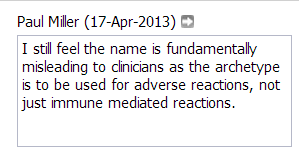 Paul Miller (17-Apr-2013)
I still feel the name is fundamentally
misleading to clinicians as the archetype
is to be used for adverse reactions, not
just immune mediated reactions.